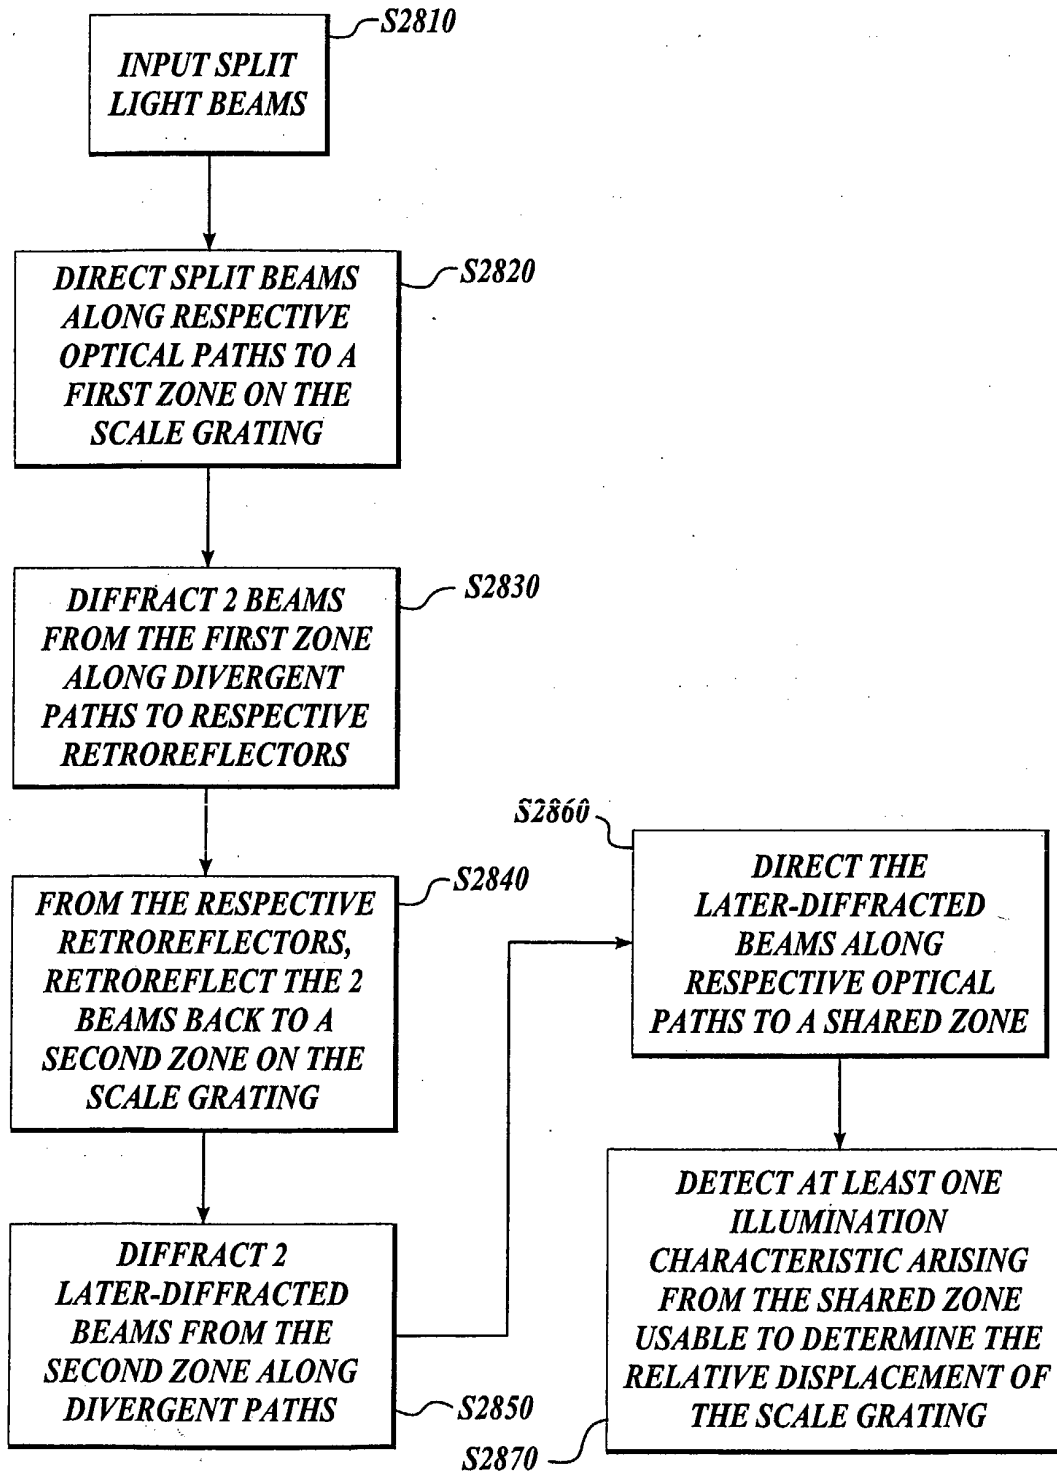 S2810
INPUT SPLIT
LIGHT BEAMS
S2820
DIRECT SPLIT BEAMS
ALONG RESPECTIVE
OPTICAL PATHS TO A
FIRST ZONE ON THE
SCALE GRATING
S2830
DIFFRACT 2 BEAMS
FROM THE FIRST ZONE
ALONG DIVERGENT
PATHS TO RESPECTIVE
RETROREFLECTORS
S2840
FROM THE RESPECTIVE
RETROREFLECTORS,
RETROREFLECT THE 2
BEAMS BACK TO A
SECOND ZONE ON THE
SCALE GRATING
DIFFRACT 2
LATER-DIFFRACTED
BEAMS FROM THE
SECOND ZONE ALONG
DIVERGENT PATHS
S2850
S2860
DIRECT THE
LATER-DIFFRACTED
BEAMS ALONG
RESPECTIVE OPTICAL
PATHS TO A SHARED ZONE
DETECT AT LEAST ONE
ILLUMINATION
CHARACTERISTIC ARISING
FROM THE SHARED ZONE
USABLE TO DETERMINE THE
RELATIVE DISPLACEMENT OF
THE SCALE GRATING
S2870